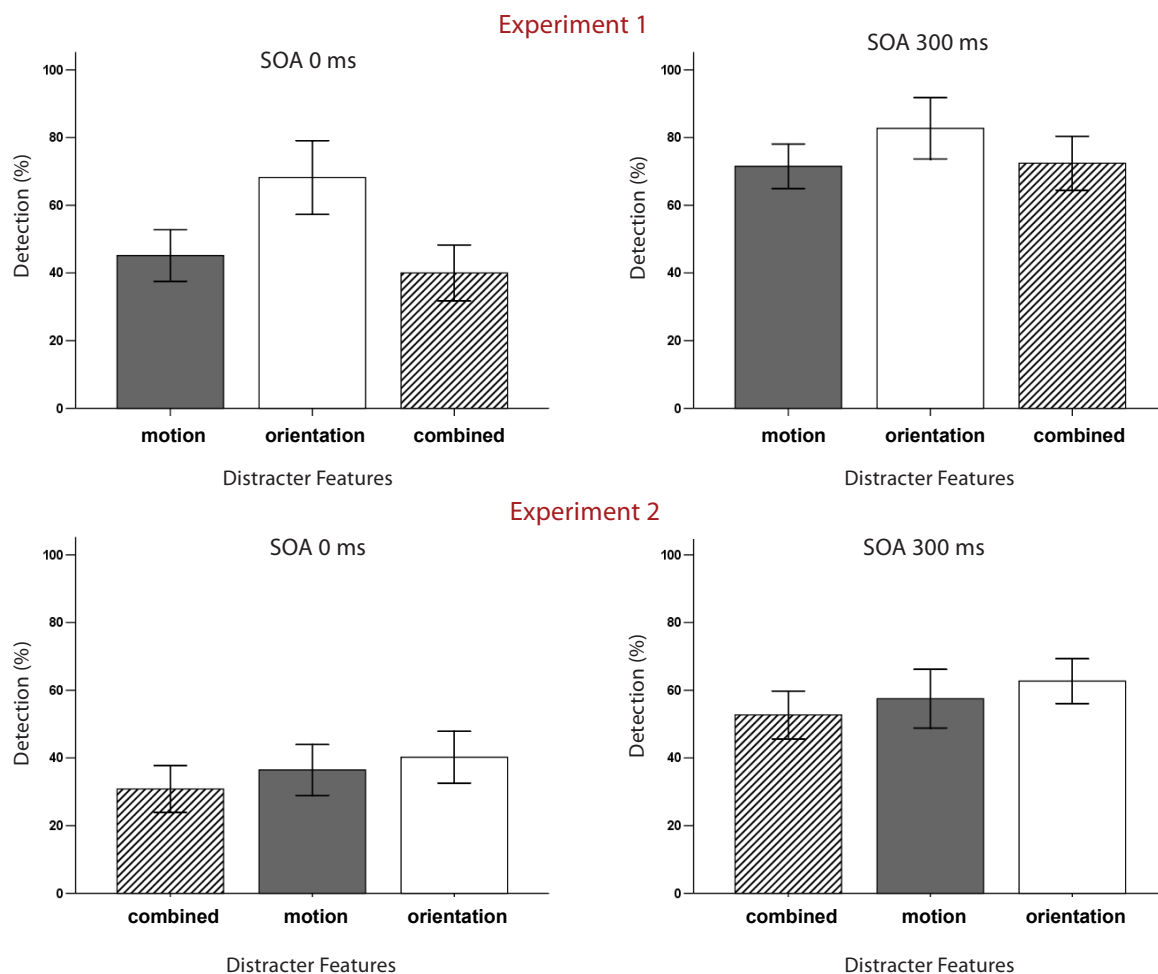 Experiment 1
SOA 0 ms
Detection (%)
100
80
60
40
20
0
motion orientation combined
Distracter Features
SOA 300 ms
Detection (%)
100
80
60
40
20
0
motion orientation combined
Distracter Features
Experiment 2
SOA 0 ms
Detection (%)
100
80
60
40
20
0
combined motion orientation
Distracter Features
SOA 300 ms
Detection (%)
100
80
60
40
20
0
combined motion orientation
Distracter Features